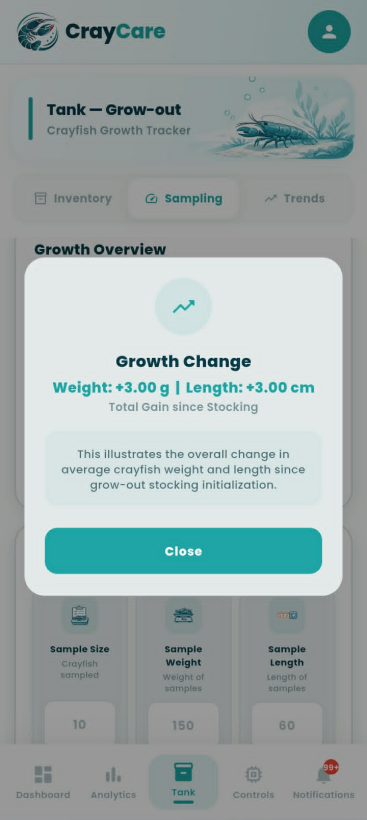 CrayCare
Tank — Grow-out
Crayfish Growth Tracker
Inventory
Sampling
Trends
Growth Overview
Growth Change
Weight: +3.00 g | Length: +3.00 cm
Total Gain since Stocking
This illustrates the overall change in
average crayfish weight and length since
grow-out stocking initialization.
Close
Sample Size
Crayfish
sampled
10
Sample
Weight
Weight of
samples
150
Sample
Length
Length of
samples
60
Dashboard
Analytics
Tank
Controls
99+
Notifications